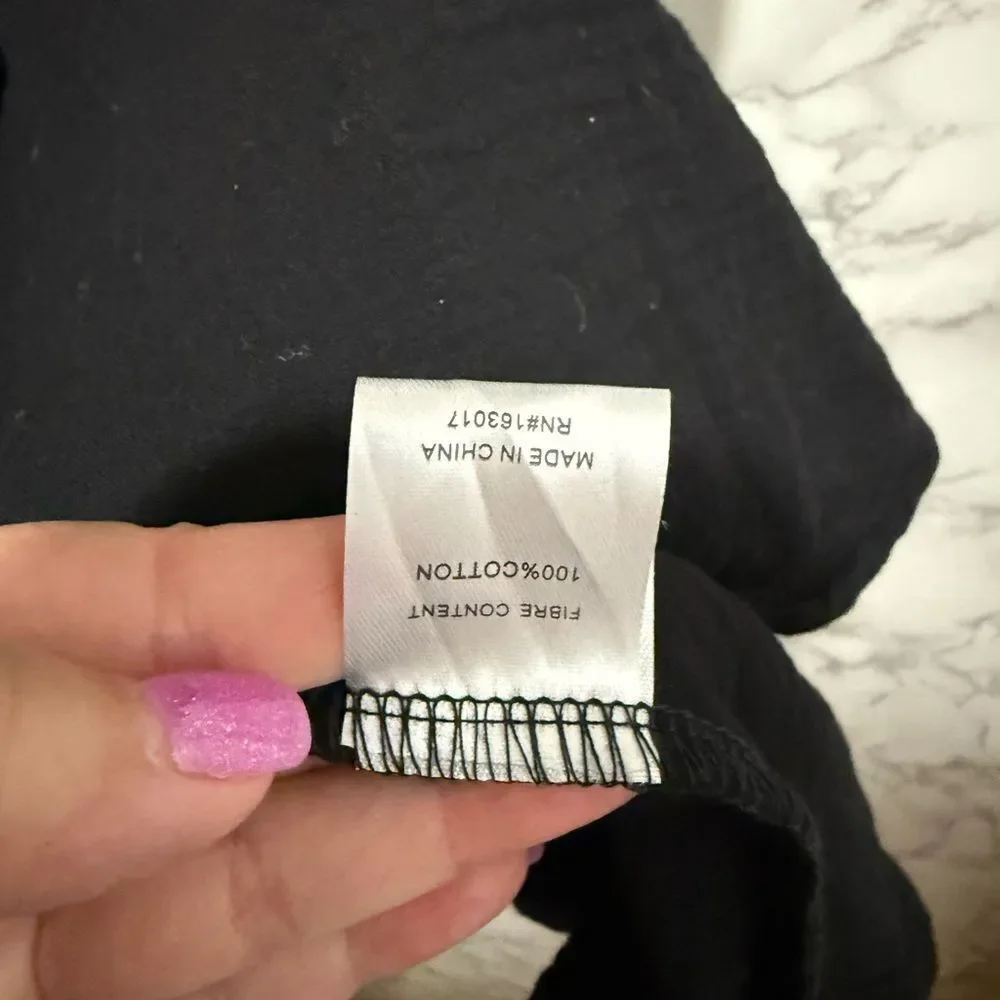 FIBRE CONTENT
100%COTTON
MADE IN CHINA
RN#163017